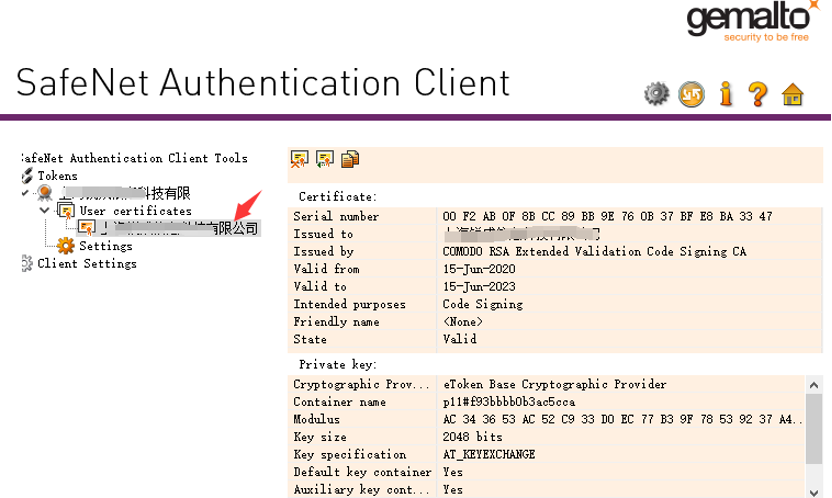 gemalto
security to be free
SafeNet Authentication Client
SafeNet Authentication Client Tools
Tokens
科技有限
User certificates
有限公司
Settings
Client Settings
Certificate:
Serial number 00 F2 AB 0F 8B CC 89 BB 9E 76 0B 37 BF E8 BA 33 47
Issued to
Issued by COMODO RSA Extended Validation Code Signing CA
Valid from 15-Jun-2020
Valid to 15-Jun-2023
Intended purposes Code Signing
Friendly name <None>
State Valid
Private key:
Cryptographic Prov... eToken Base Cryptographic Provider
Container name p11#f93bbbb0b3ac5cca
Modulus AC 34 36 53 AC 52 C9 33 D0 EC 77 B3 9F 78 53 92 37 A4...
Key size 2048 bits
Key specification AT_KEYEXCHANGE
Default key container Yes
Auxiliary key cont... Yes